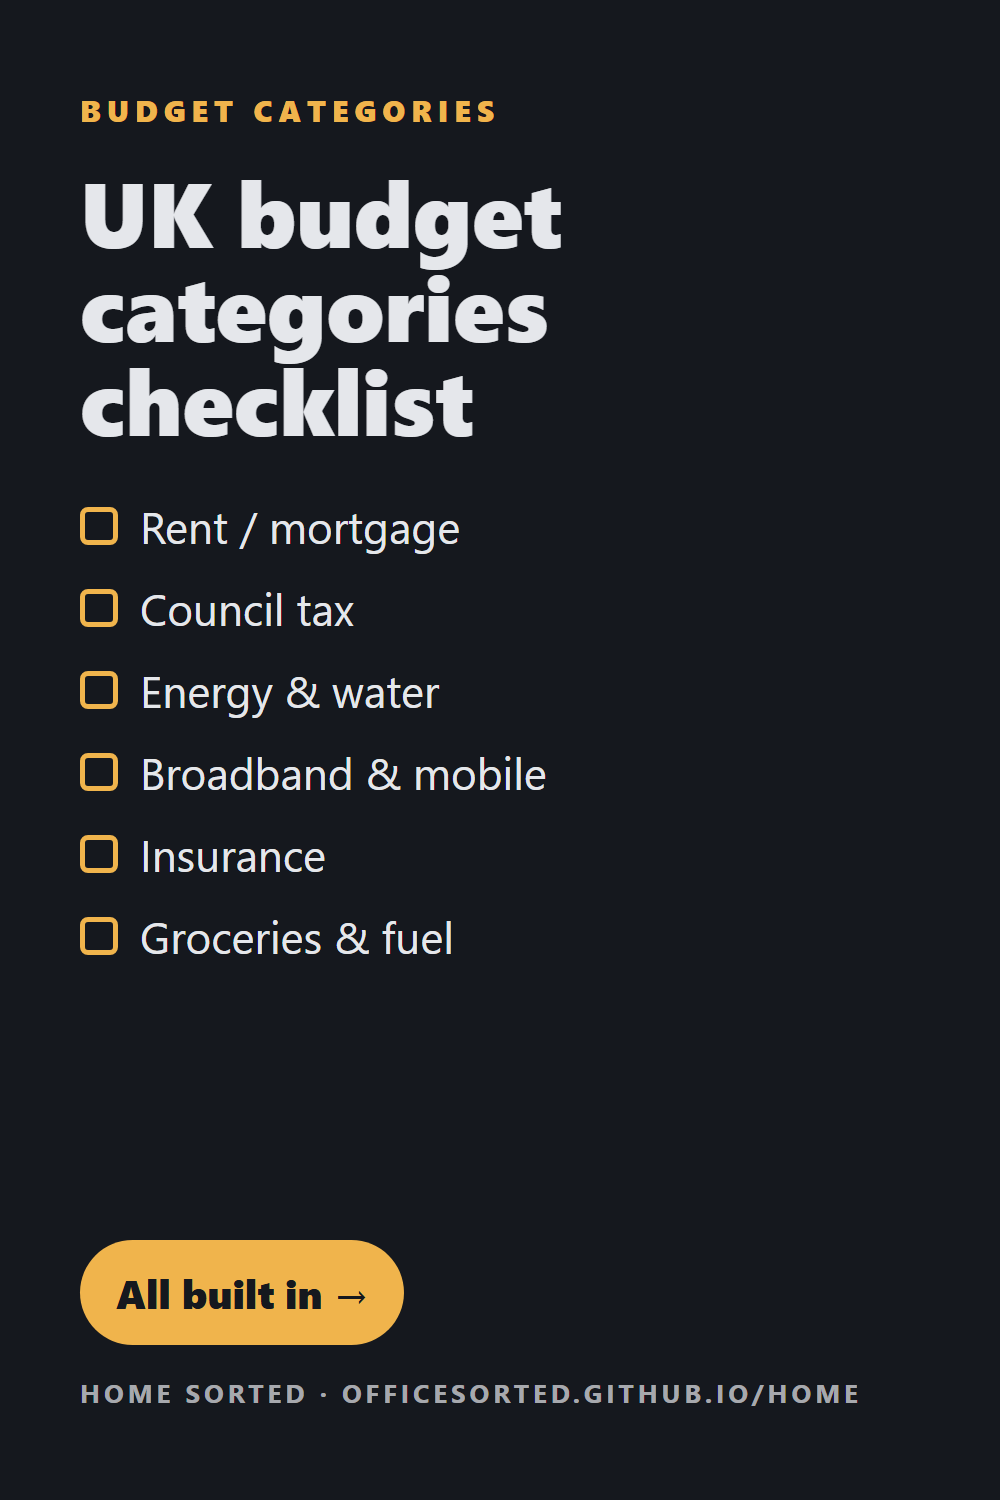 BUDGET CATEGORIES
UK budget
categories
checklist
Rent / mortgage
Council tax
Energy & water
Broadband & mobile
Insurance
Groceries & fuel
All built in →
HOME SORTED · OFFICESORTED.GITHUB.IO/HOME